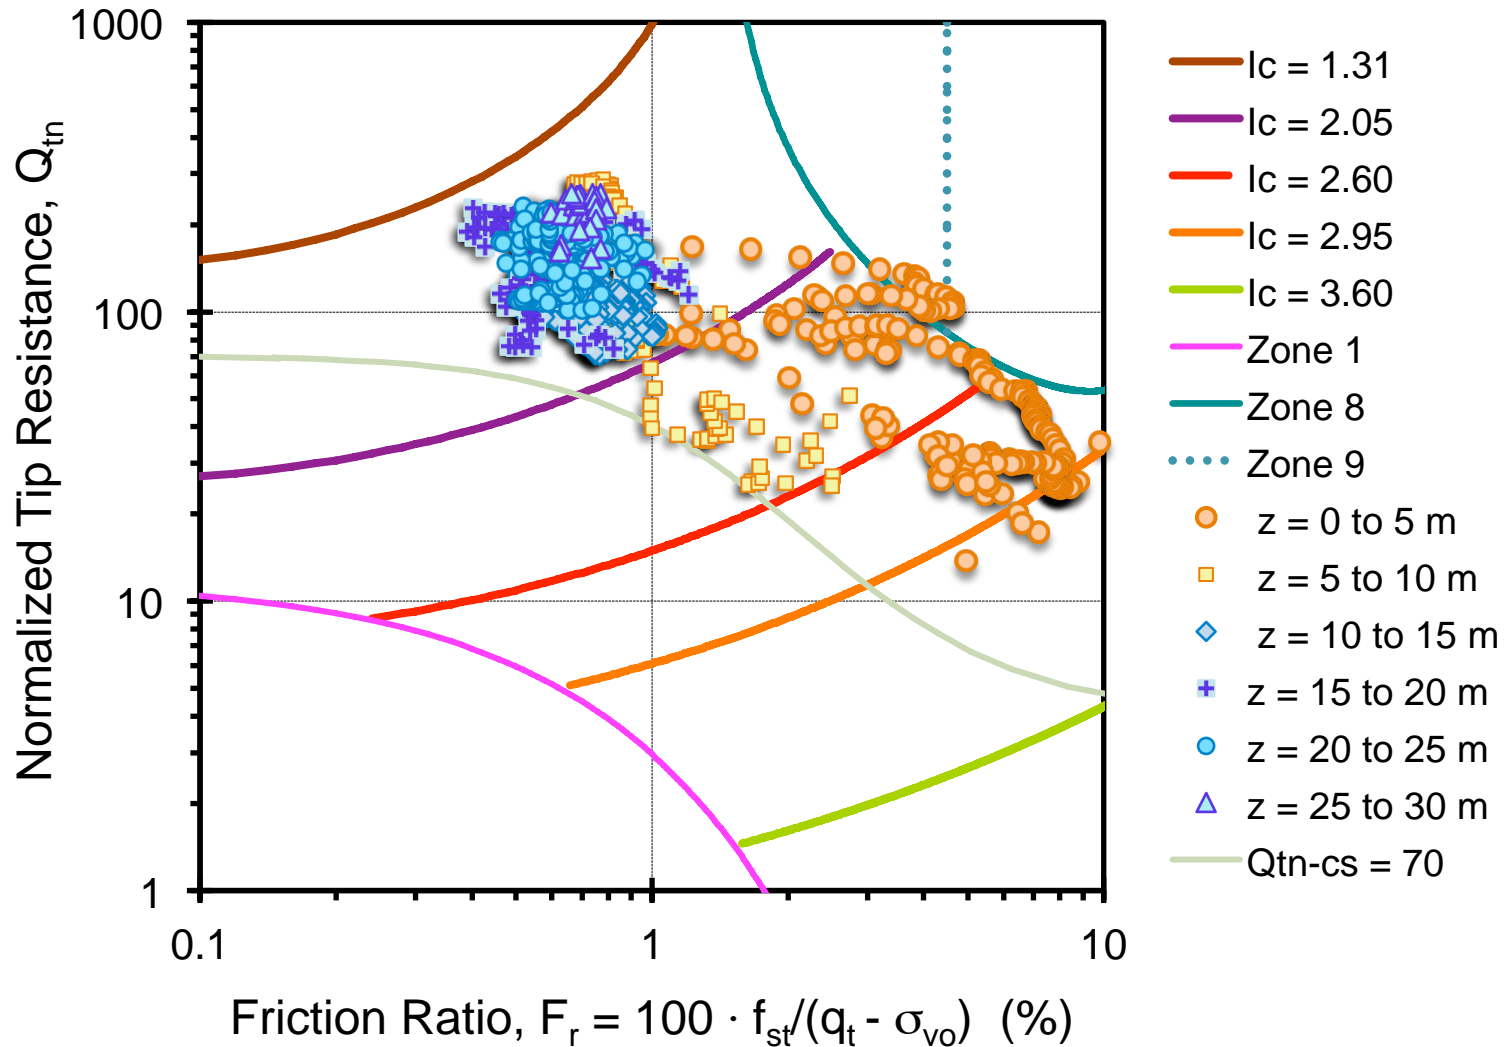 1000
100
10
1
0.1
1
10
Normalized Tip Resistance, Qtn
Friction Ratio, Fr = 100 · fst/(qt - σvo) (%)
Ic = 1.31
Ic = 2.05
Ic = 2.60
Ic = 2.95
Ic = 3.60
Zone 1
Zone 8
Zone 9
z = 0 to 5 m
z = 5 to 10 m
z = 10 to 15 m
z = 15 to 20 m
z = 20 to 25 m
z = 25 to 30 m
Qtn-cs = 70